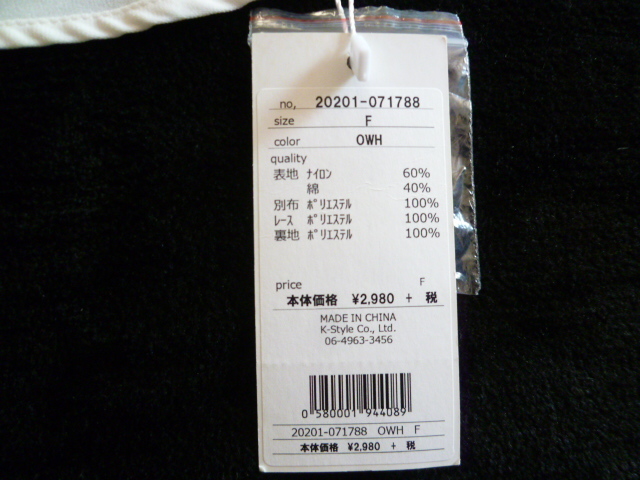 no, 20201-071788
size F
color OWH
quality
表地 ﾅｲﾛﾝ 60%
綿 40%
別布 ﾎﾟﾘｴｽﾃﾙ 100%
ﾚｰｽ ﾎﾟﾘｴｽﾃﾙ 100%
裏地 ﾎﾟﾘｴｽﾃﾙ 100%
price F
本体価格 ¥2,980 + 税
MADE IN CHINA
K-Style Co., Ltd.
06-4963-3456
0 580001 944089
20201-071788 OWH F
本体価格 ¥2,980 + 税